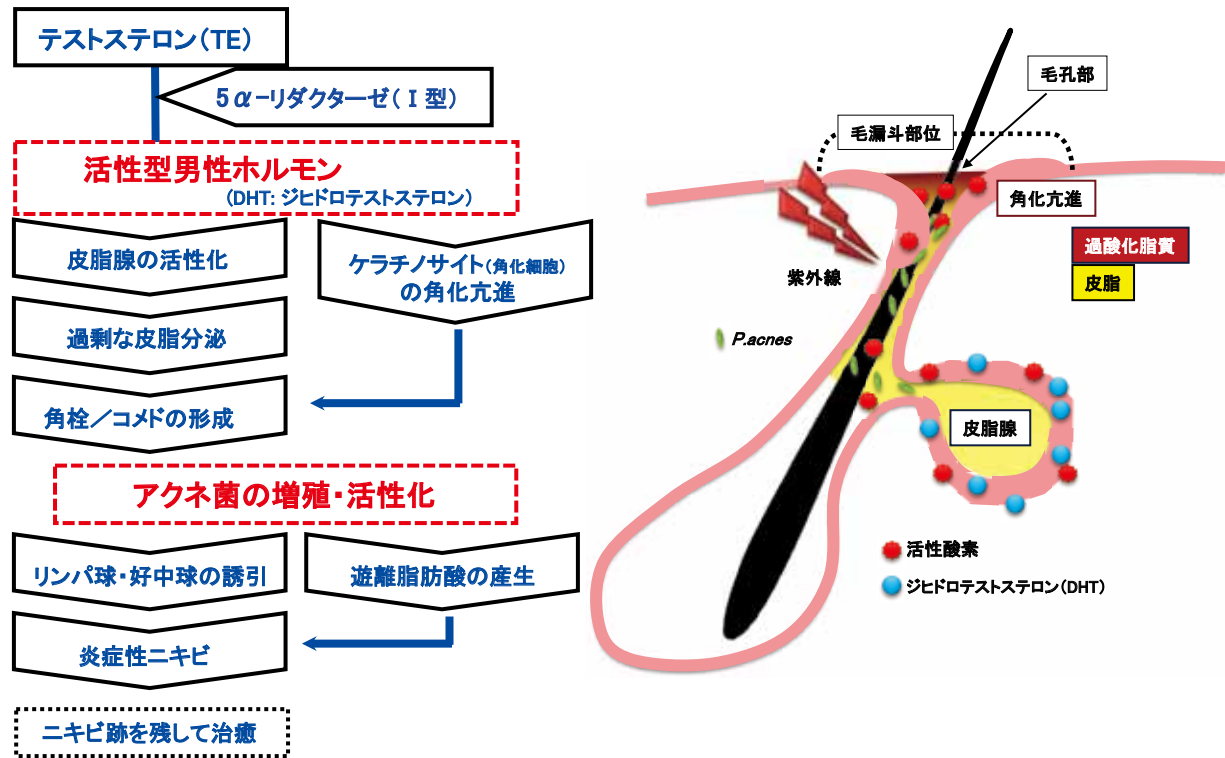 テストステロン(TE)
5α-リダクターゼ(Ⅰ型)
活性型男性ホルモン
(DHT: ジヒドロテストステロン)
皮脂腺の活性化
ケラチノサイト(角化細胞)
の角化亢進
過剰な皮脂分泌
角栓／コメドの形成
アクネ菌の増殖・活性化
リンパ球・好中球の誘引
遊離脂肪酸の産生
炎症性ニキビ
ニキビ跡を残して治癒
毛孔部
毛漏斗部位
角化亢進
過酸化脂質
皮脂
紫外線
P.acnes
皮脂腺
活性酸素
ジヒドロテストステロン(DHT)